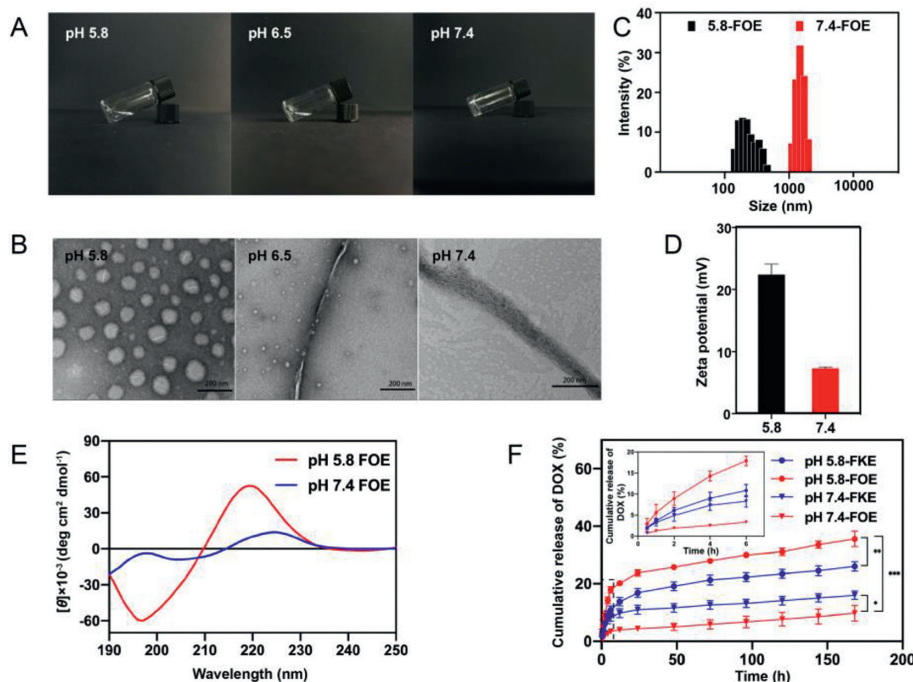 A
pH 5.8
pH 6.5
pH 7.4
B
pH 5.8
pH 6.5
pH 7.4
200 nm
200 nm
200 nm
C
5.8-FOE
7.4-FOE
Intensity (%)
40
30
20
10
0
100
1000
10000
Size (nm)
D
Zeta potential (mV)
30
20
10
0
5.8
7.4
E
[θ]×10⁻³ (deg cm² dmol⁻¹)
90
60
30
0
-30
-60
pH 5.8 FOE
pH 7.4 FOE
190
200
210
220
230
240
250
Wavelength (nm)
F
Cumulative release of DOX (%)
60
40
20
0
0
50
100
150
200
Time (h)
Cumulative release of
DOX (%)
20
15
10
5
0
0
2
4
6
Time (h)
pH 5.8-FKE
pH 5.8-FOE
pH 7.4-FKE
pH 7.4-FOE
**
***
*